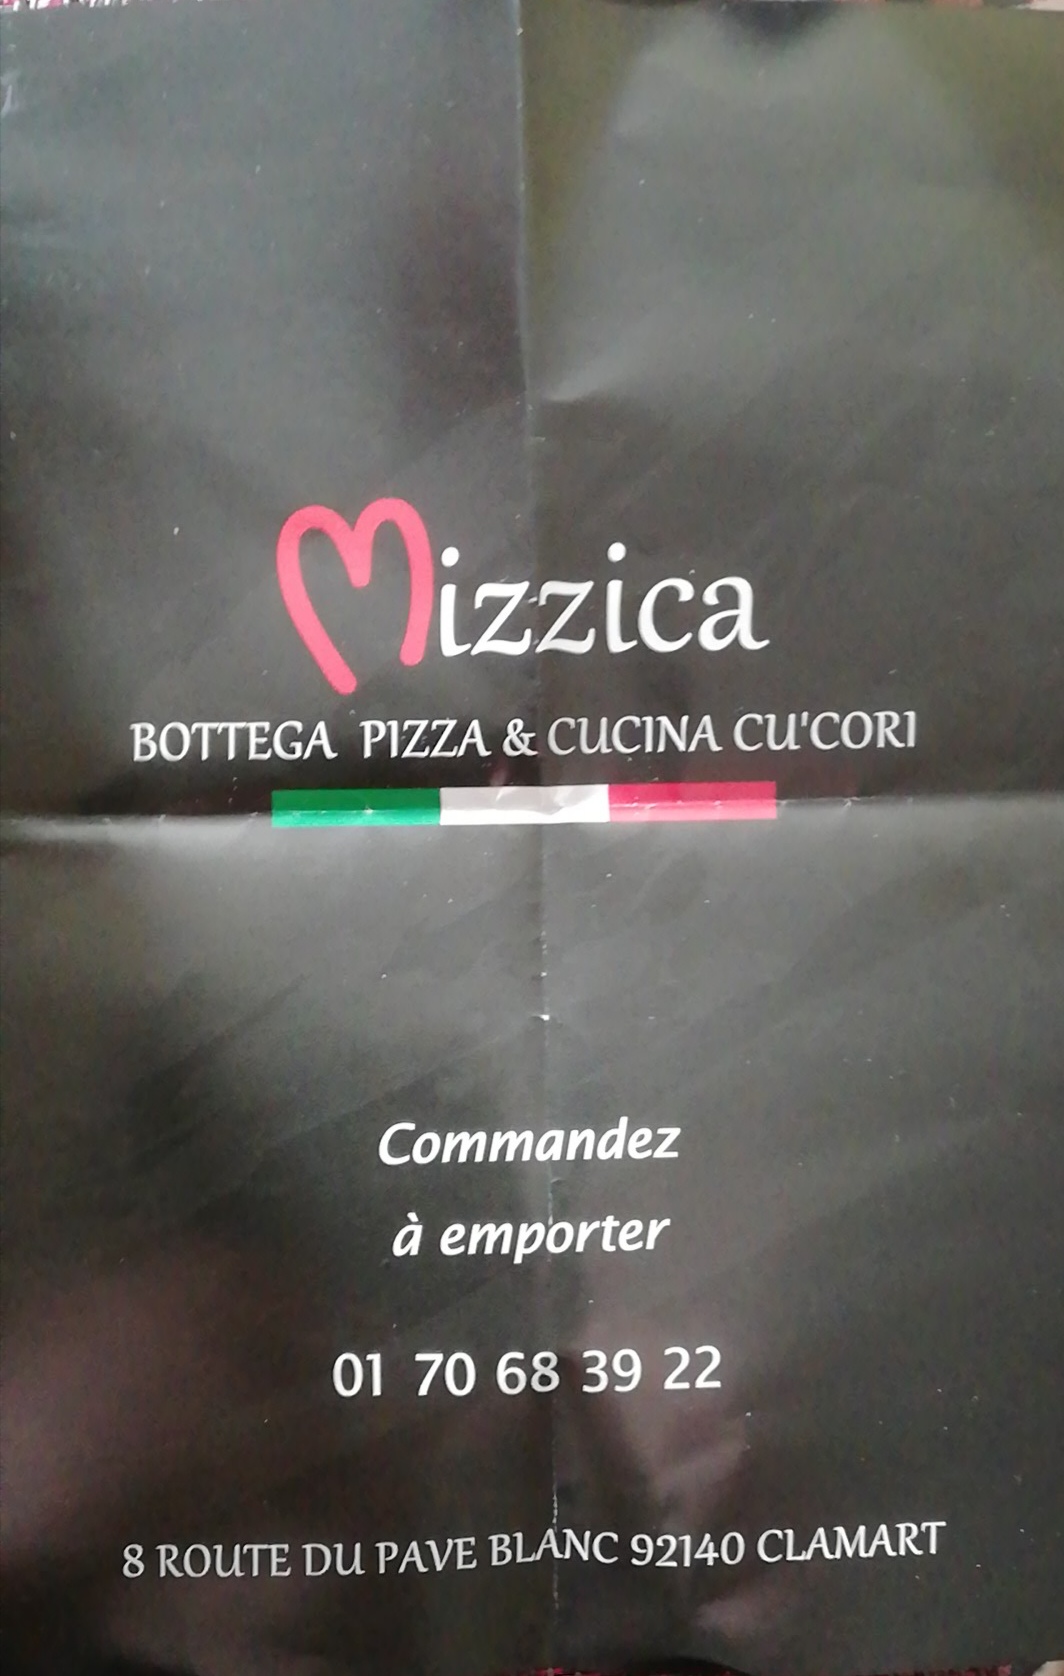 Mizzica
BOTTEGA PIZZA & CUCINA CU'CORI
Commandez
à emporter
01 70 68 39 22
8 ROUTE DU PAVE BLANC 92140 CLAMART